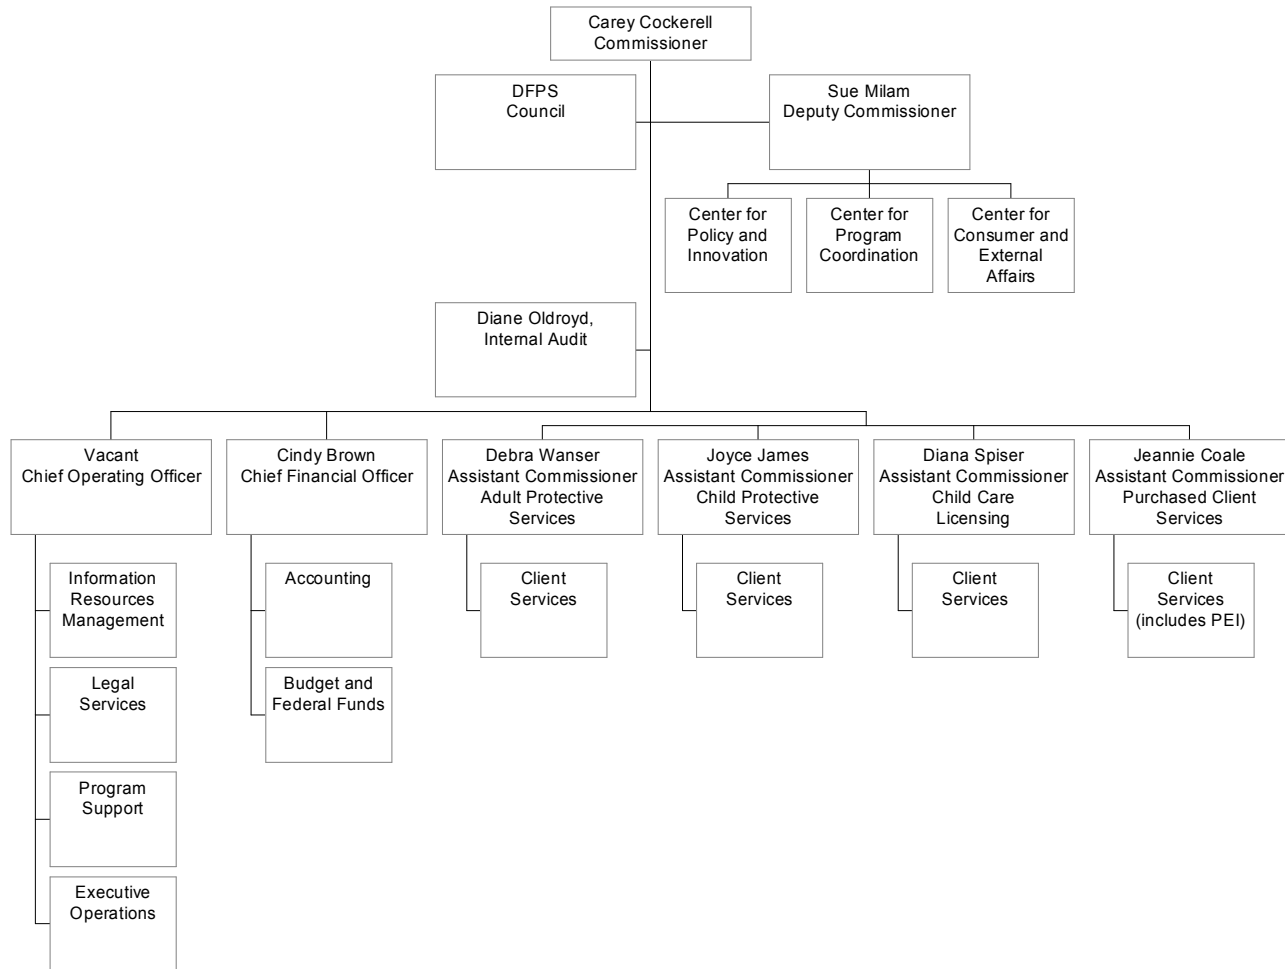 Carey Cockerell
Commissioner
DFPS
Council
Sue Milam
Deputy Commissioner
Center for
Policy and
Innovation
Center for
Program
Coordination
Center for
Consumer and
External
Affairs
Diane Oldroyd,
Internal Audit
Vacant
Chief Operating Officer
Cindy Brown
Chief Financial Officer
Debra Wanser
Assistant Commissioner
Adult Protective
Services
Joyce James
Assistant Commissioner
Child Protective
Services
Diana Spiser
Assistant Commissioner
Child Care
Licensing
Jeannie Coale
Assistant Commissioner
Purchased Client
Services
Information
Resources
Management
Accounting
Client
Services
Client
Services
Client
Services
Client
Services
(includes PEI)
Legal
Services
Budget and
Federal Funds
Program
Support
Executive
Operations